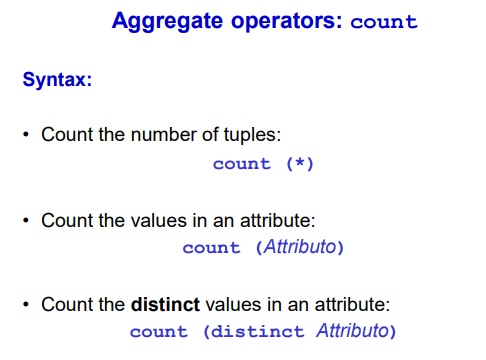 Aggregate operators: count
Syntax:
• Count the number of tuples:
count (*)
• Count the values in an attribute:
count (Attributo)
• Count the distinct values in an attribute:
count (distinct Attributo)